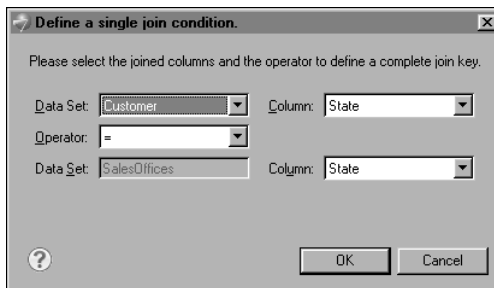 Define a single join condition.
Please select the joined columns and the operator to define a complete join key.
Data Set: Customer Column: State
Operator: =
Data Set: SalesOffices Column: State
? OK Cancel